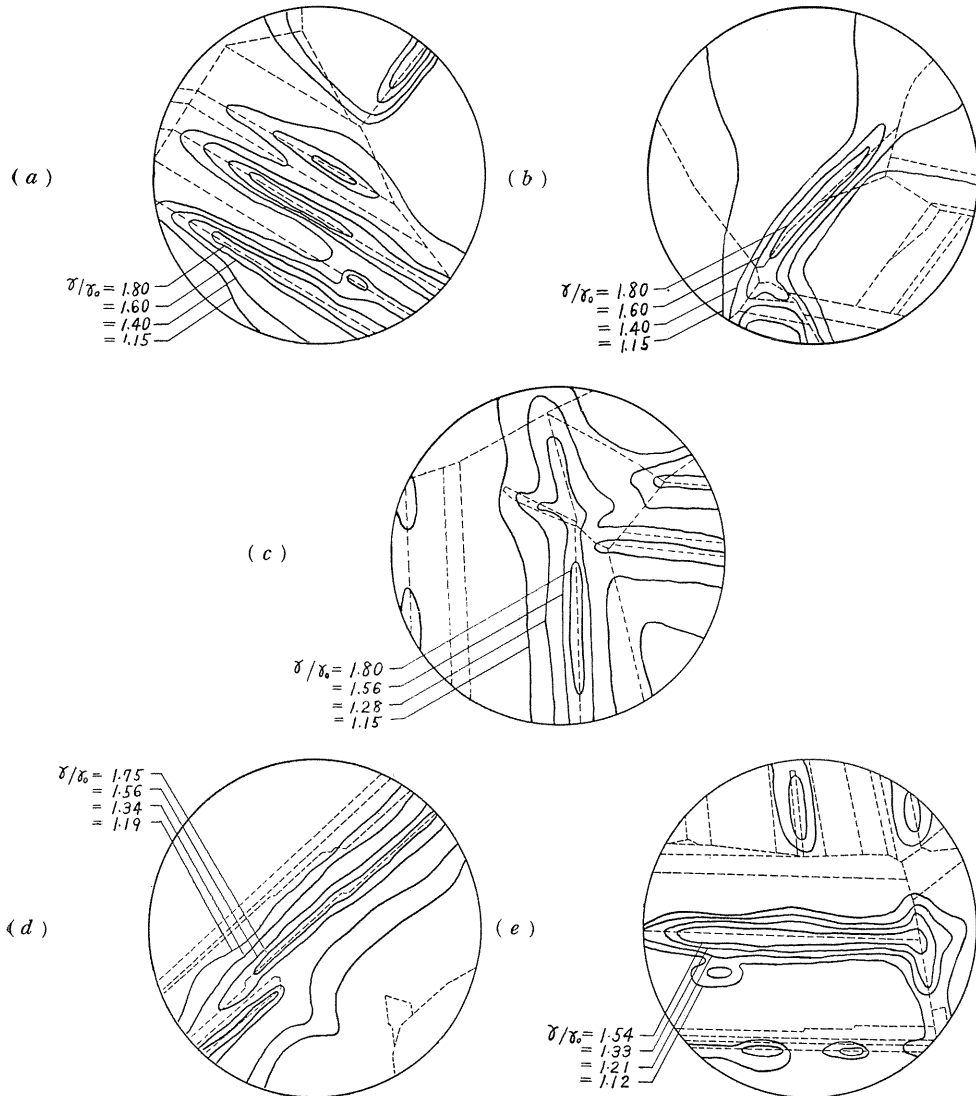 (a)
γ/γ₀ = 1.80
= 1.60
= 1.40
= 1.15
(b)
γ/γ₀ = 1.80
= 1.60
= 1.40
= 1.15
(c)
γ/γ₀ = 1.80
= 1.56
= 1.28
= 1.15
(d)
γ/γ₀ = 1.75
= 1.56
= 1.34
= 1.19
(e)
γ/γ₀ = 1.54
= 1.33
= 1.21
= 1.12